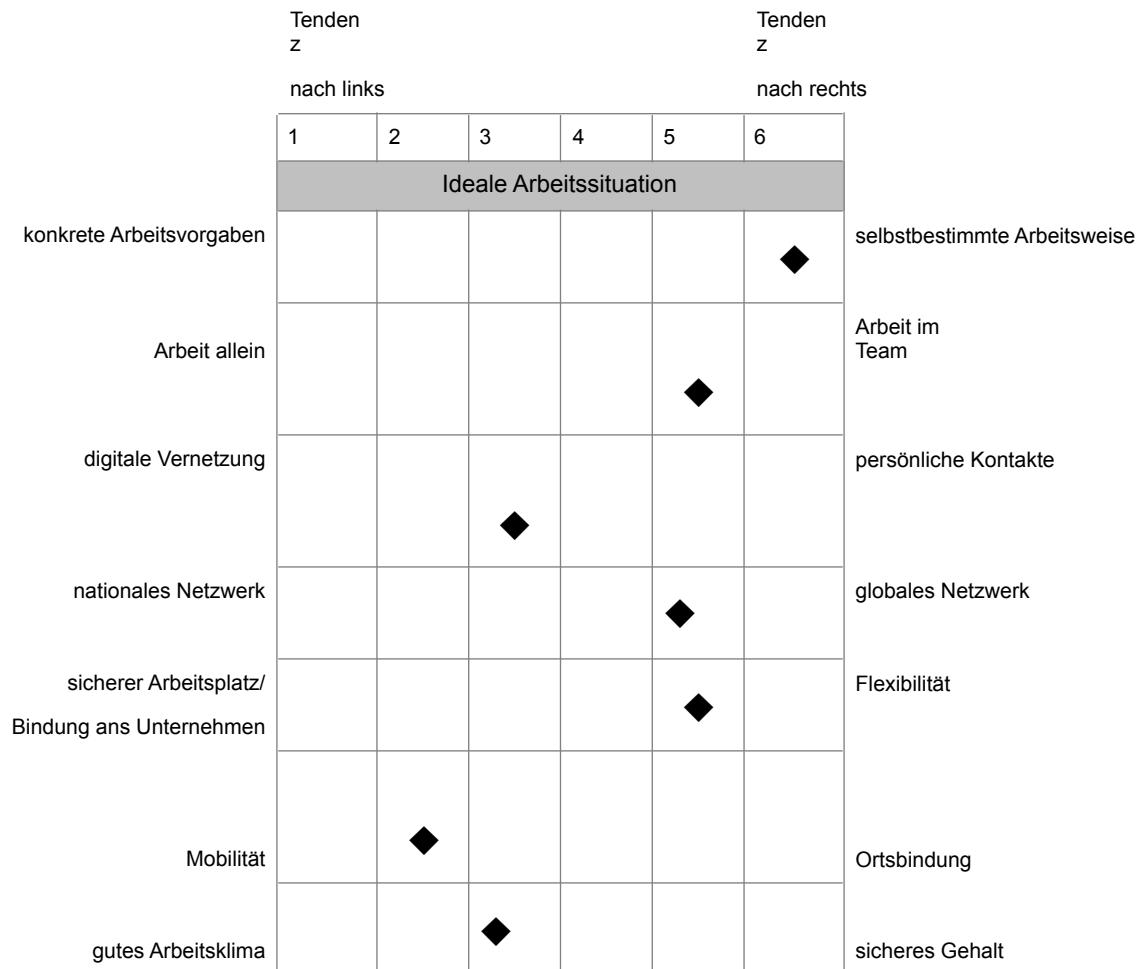 Tenden
z
nach links
Tenden
z
nach rechts
1 2 3 4 5 6
Ideale Arbeitssituation
konkrete Arbeitsvorgaben
selbstbestimmte Arbeitsweise
Arbeit allein
Arbeit im
Team
digitale Vernetzung
persönliche Kontakte
nationales Netzwerk
globales Netzwerk
sicherer Arbeitsplatz/
Bindung ans Unternehmen
Flexibilität
Mobilität
Ortsbindung
gutes Arbeitsklima
sicheres Gehalt